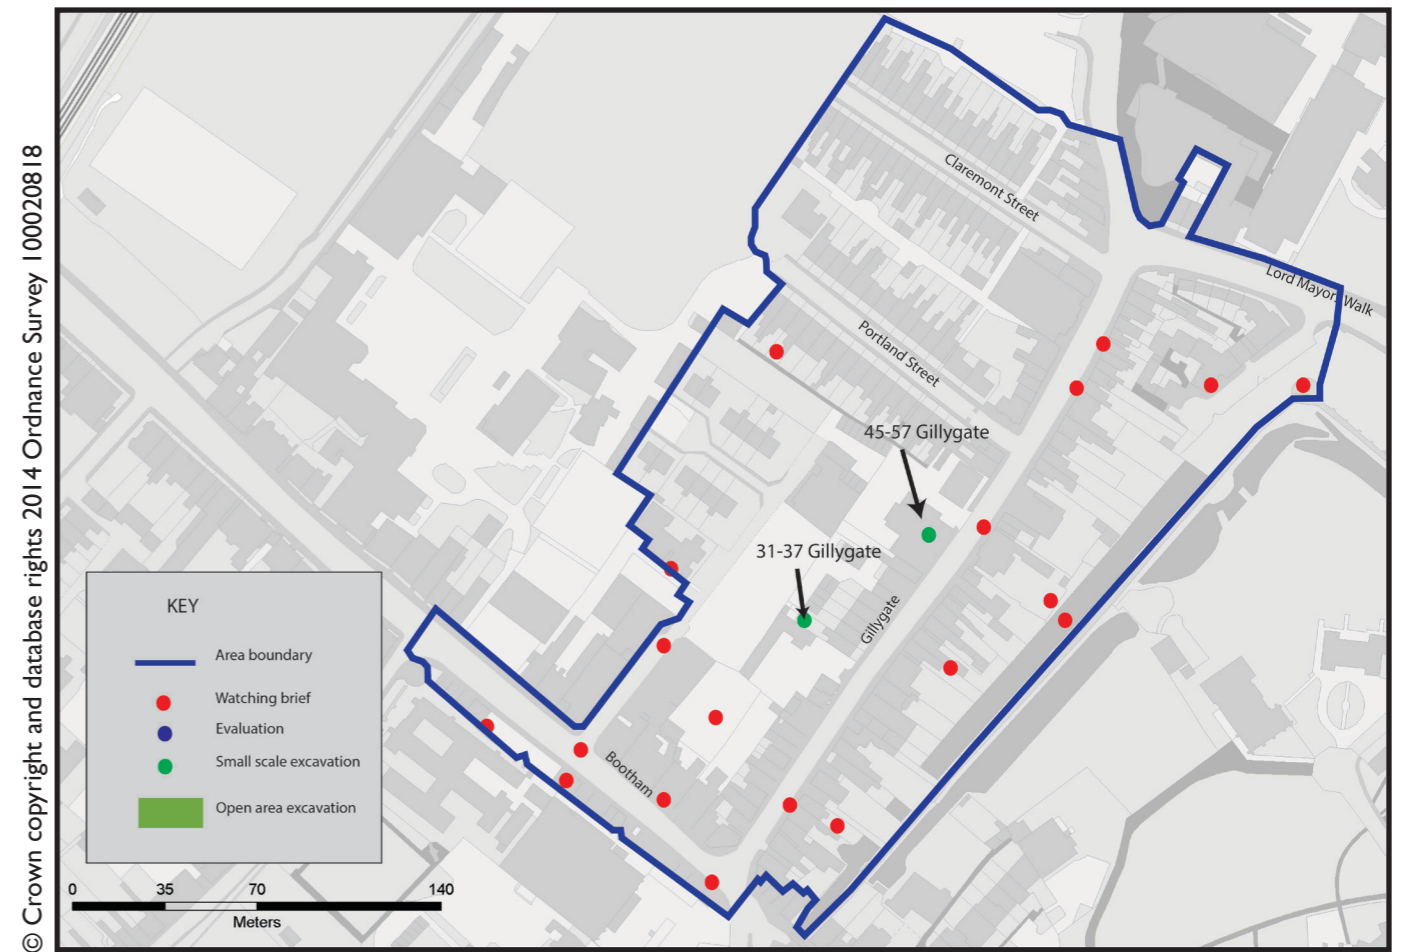 © Crown copyright and database rights 2014 Ordnance Survey 100020818
Claremont Street
Lord Mayor Walk
Portland Street
45-57 Gillygate
31-37 Gillygate
Gillygate
Bootham
KEY
Area boundary
Watching brief
Evaluation
Small scale excavation
Open area excavation
0 35 70 140
Meters